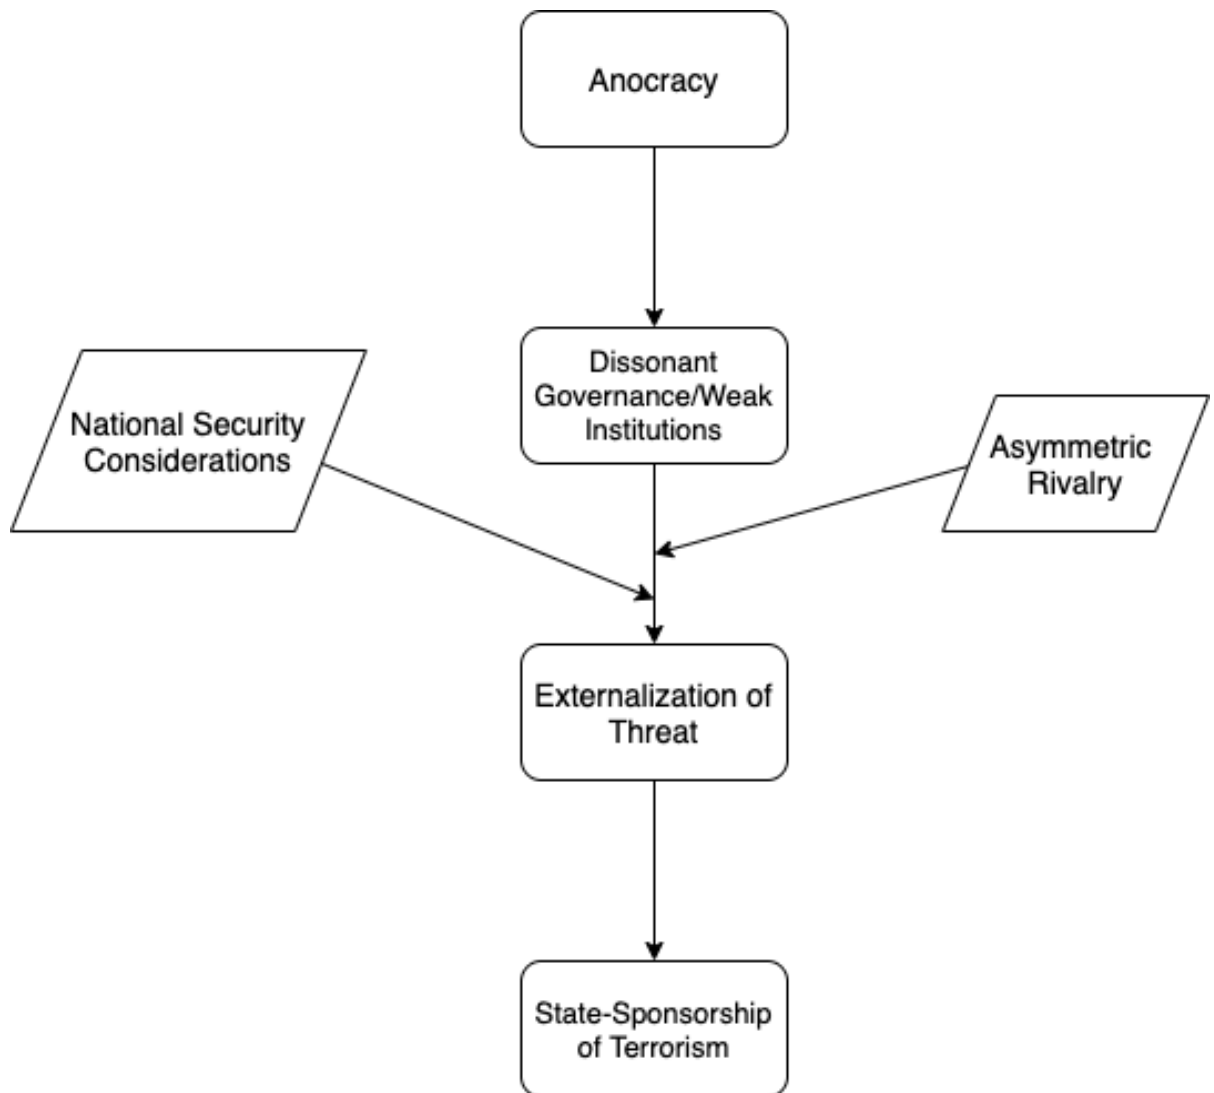 Anocracy
Dissonant
Governance/Weak
Institutions
National Security
Considerations
Asymmetric
Rivalry
Externalization of
Threat
State-Sponsorship
of Terrorism